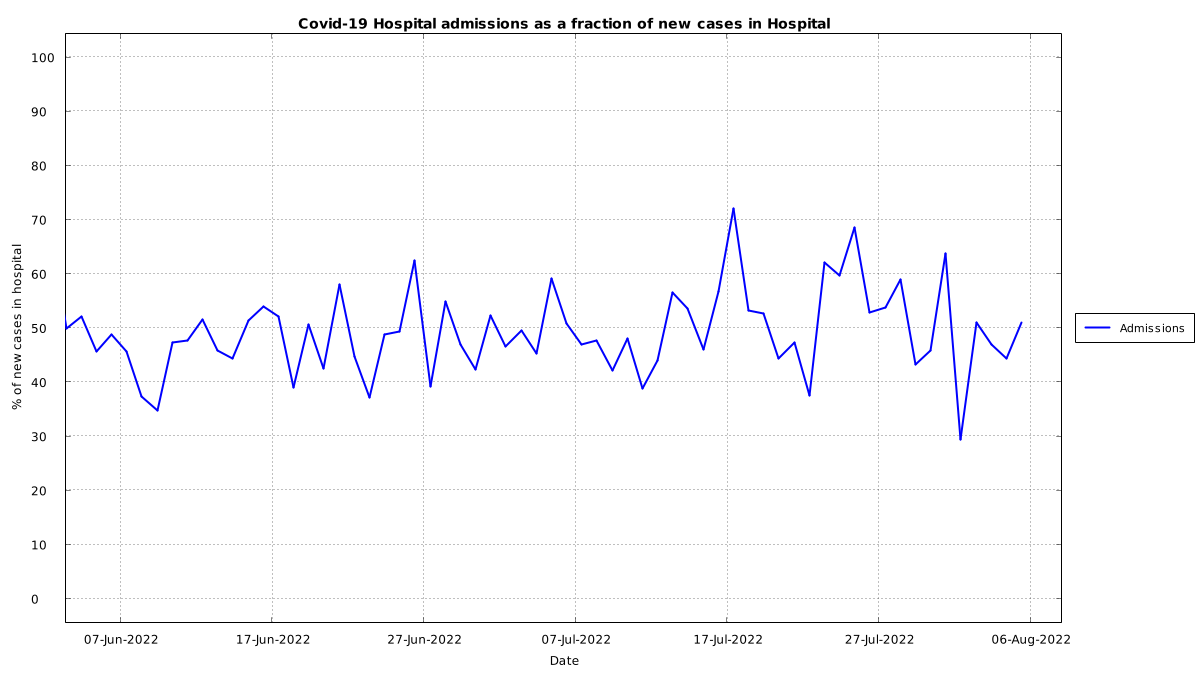 Covid-19 Hospital admissions as a fraction of new cases in Hospital
100
90
80
70
60
50
40
30
20
10
0
% of new cases in hospital
07-Jun-2022
17-Jun-2022
27-Jun-2022
07-Jul-2022
17-Jul-2022
27-Jul-2022
06-Aug-2022
Date
Admissions